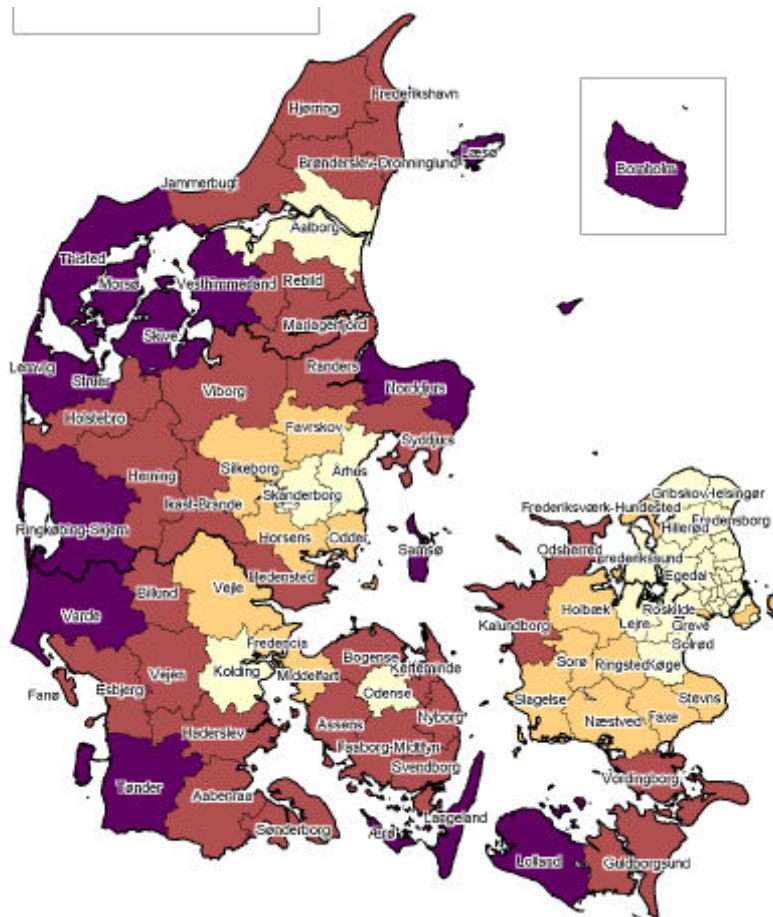 Frederikshavn
Hjørring
Brønderslev-Dronninglund
Læsø
Bornholm
Jammerbugt
Aalborg
Thisted
Morsø
Vesthimmerland
Rebild
Mariagerfjord
Skive
Lemvig
Struer
Randers
Norddjurs
Viborg
Holstebro
Favrskov
Syddjurs
Silkeborg
Århus
Herning
Skanderborg
Ikast-Brande
Ringkøbing-Skjern
Horsens
Odder
Samsø
Hedensted
Gribskov
Helsingør
Frederiksværk-Hundested
Hillerød
Fredensborg
Odsherred
Frederikssund
Egedal
Billund
Vejle
Varde
Holbæk
Roskilde
Lejre
Greve
Kalundborg
Solrød
Fredericia
Bogense
Kerteminde
Sorø
Ringsted
Køge
Vejen
Kolding
Middelfart
Odense
Fanø
Esbjerg
Slagelse
Stevns
Assens
Nyborg
Næstved
Faxe
Haderslev
Faaborg-Midtfyn
Svendborg
Vordingborg
Tønder
Aabenraa
Langeland
Sønderborg
Ærø
Lolland
Guldborgsund